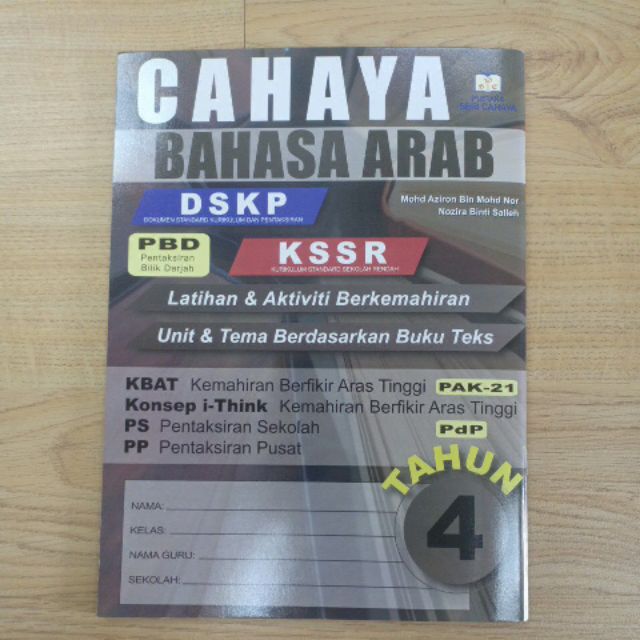 CAHAYA
PUSTAKA
SERI CAHAYA
BAHASA ARAB
DSKP
DOKUMEN STANDARD KURIKULUM DAN PENTAKSIRAN
Mohd Aziron Bin Mohd Nor
Nozira Binti Salleh
PBD
Pentaksiran
Bilik Darjah
KSSR
KURIKULUM STANDARD SEKOLAH RENDAH
Latihan & Aktiviti Berkemahiran
Unit & Tema Berdasarkan Buku Teks
KBAT Kemahiran Berfikir Aras Tinggi PAK-21
Konsep i-Think Kemahiran Berfikir Aras Tinggi
PS Pentaksiran Sekolah PdP
PP Pentaksiran Pusat
TAHUN
4
NAMA:
KELAS:
NAMA GURU:
SEKOLAH: